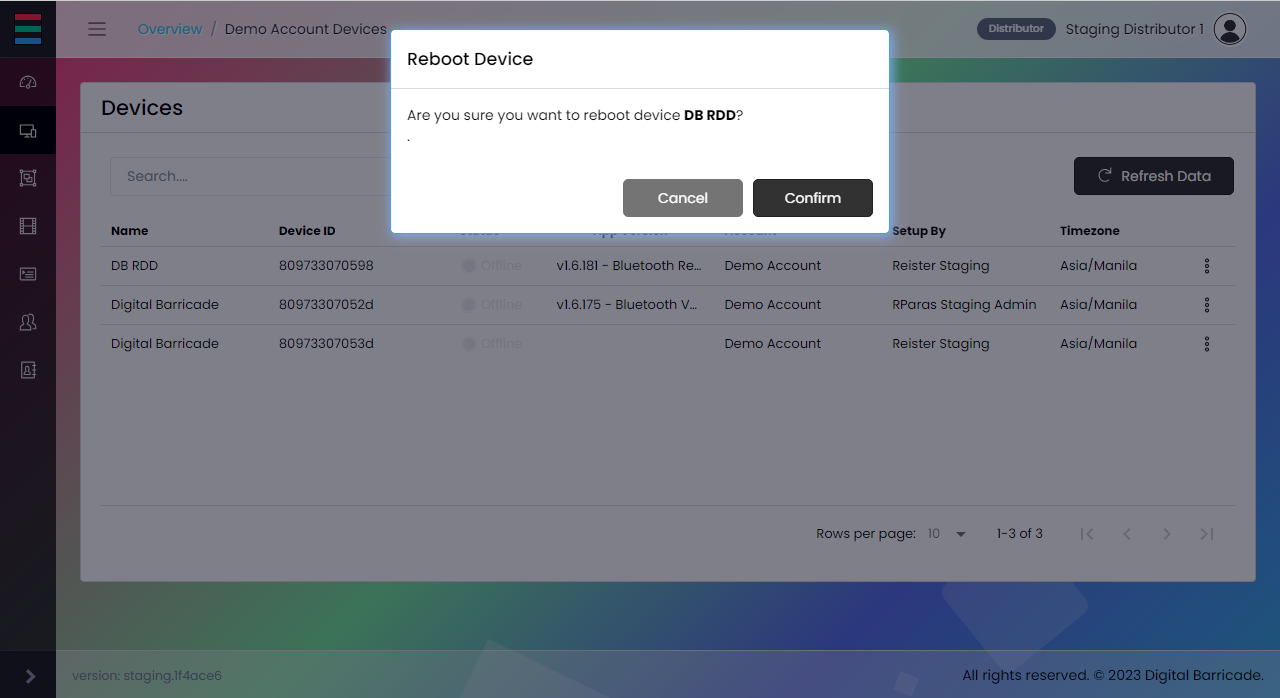 Overview / Demo Account Devices
Distributor Staging Distributor 1
Reboot Device
Are you sure you want to reboot device DB RDD?
.
Cancel Confirm
Devices
Search.... Refresh Data
Name Device ID Status App Version Account Setup By Timezone
DB RDD 809733070598 Offline v1.6.181 - Bluetooth Re... Demo Account Reister Staging Asia/Manila
Digital Barricade 80973307052d Offline v1.6.175 - Bluetooth V... Demo Account RParas Staging Admin Asia/Manila
Digital Barricade 80973307053d Offline Demo Account Reister Staging Asia/Manila
Rows per page: 10 1-3 of 3
version: staging.1f4ace6 All rights reserved. © 2023 Digital Barricade.